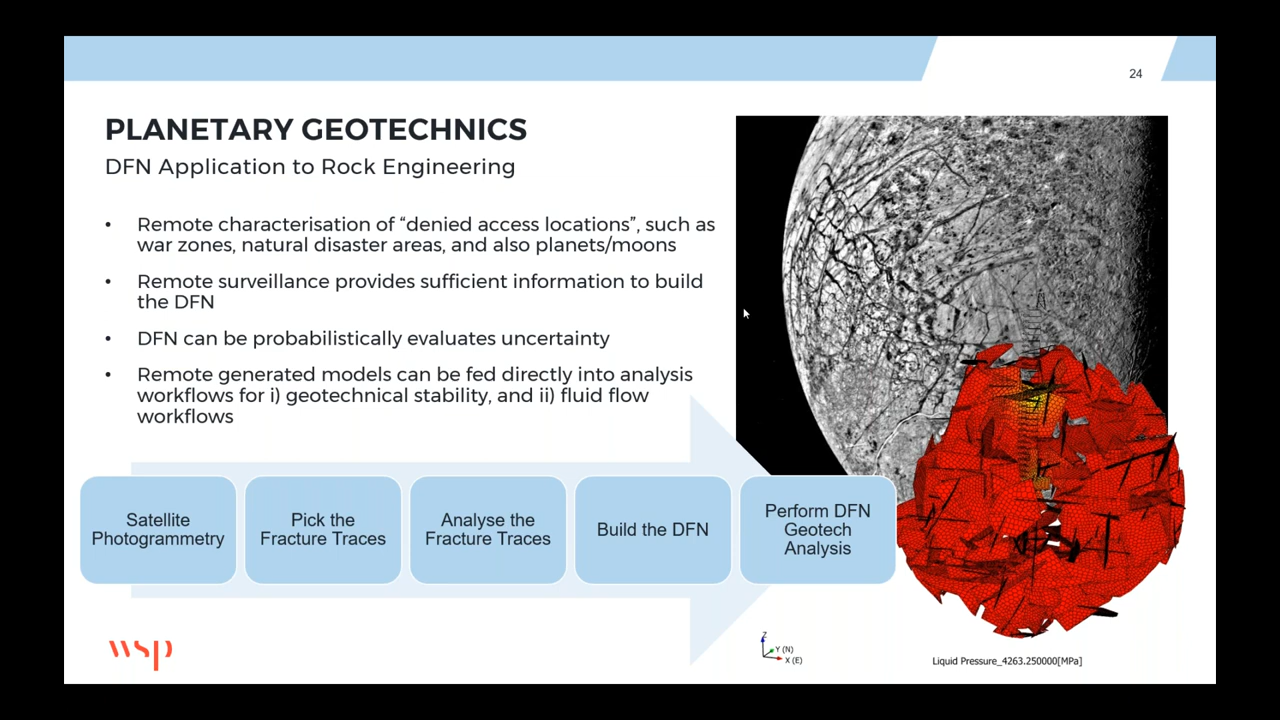 24
PLANETARY GEOTECHNICS
DFN Application to Rock Engineering
• Remote characterisation of “denied access locations”, such as
war zones, natural disaster areas, and also planets/moons
• Remote surveillance provides sufficient information to build
the DFN
• DFN can be probabilistically evaluates uncertainty
• Remote generated models can be fed directly into analysis
workflows for i) geotechnical stability, and ii) fluid flow
workflows
Satellite
Photogrammetry
Pick the
Fracture Traces
Analyse the
Fracture Traces
Build the DFN
Perform DFN
Geotech
Analysis
wsp
Z
Y (N)
X (E)
Liquid Pressure_4263.250000[MPa]